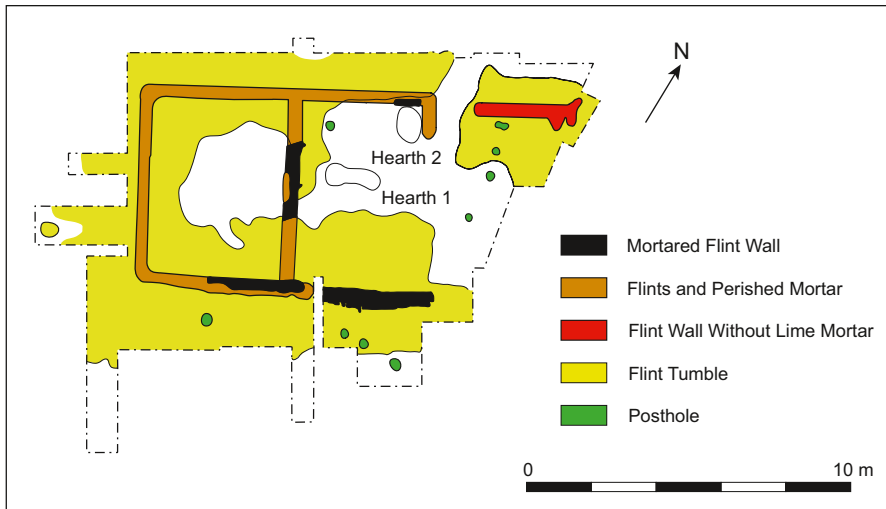 N
Hearth 2
Hearth 1
Mortared Flint Wall
Flints and Perished Mortar
Flint Wall Without Lime Mortar
Flint Tumble
Posthole
0 10 m